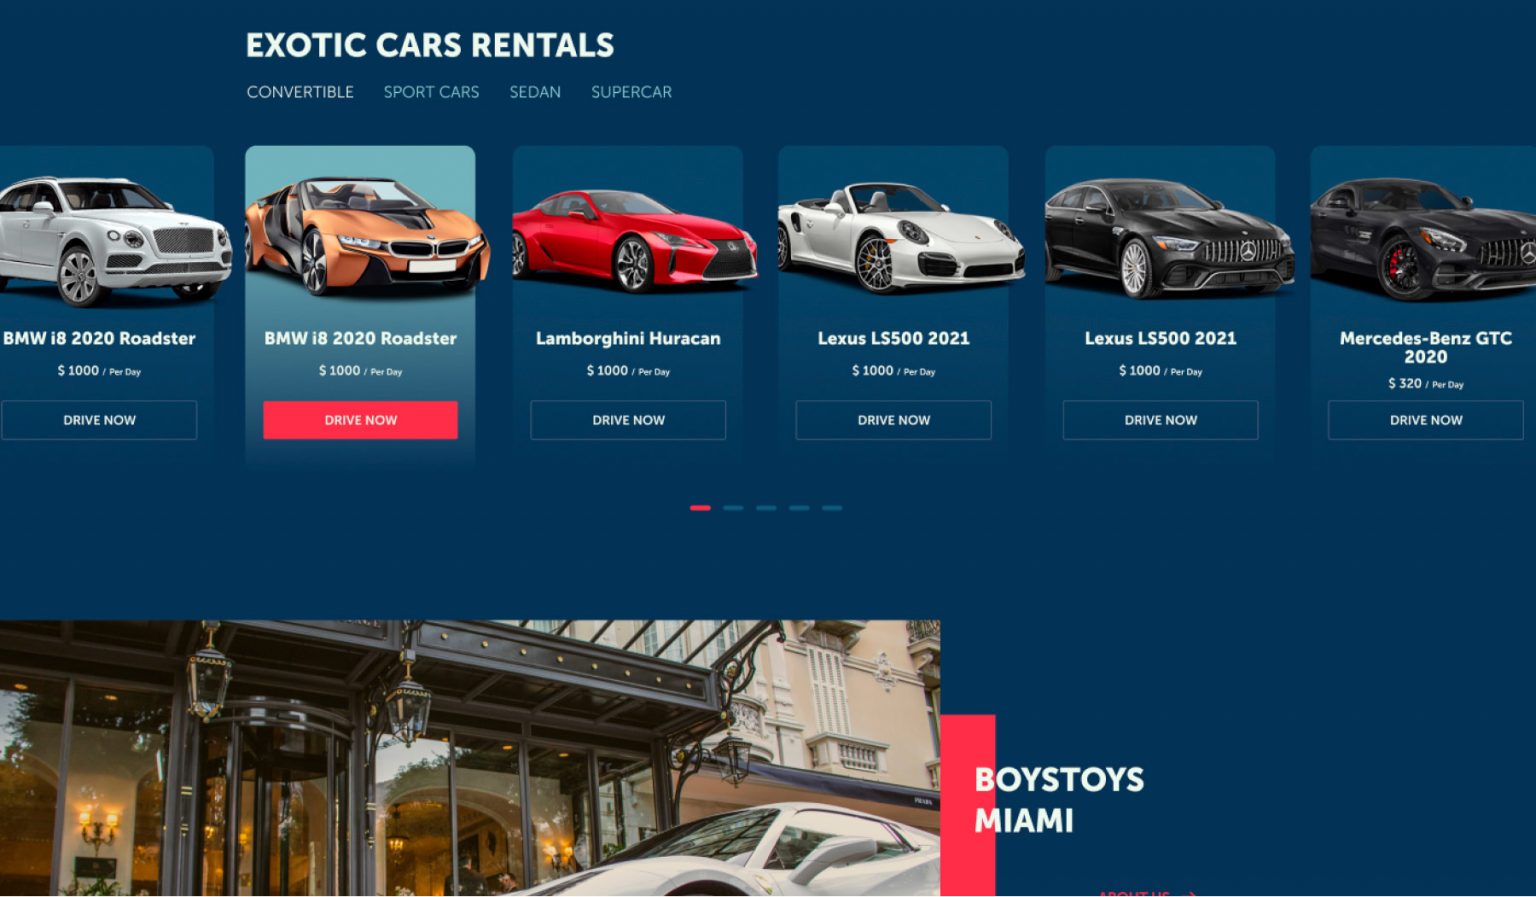 EXOTIC CARS RENTALS
CONVERTIBLE SPORT CARS SEDAN SUPERCAR
BMW i8 2020 Roadster
$ 1000 / Per Day
DRIVE NOW
BMW i8 2020 Roadster
$ 1000 / Per Day
DRIVE NOW
Lamborghini Huracan
$ 1000 / Per Day
DRIVE NOW
Lexus LS500 2021
$ 1000 / Per Day
DRIVE NOW
Lexus LS500 2021
$ 1000 / Per Day
DRIVE NOW
Mercedes-Benz GTC
2020
$ 320 / Per Day
DRIVE NOW
PRADA
BOYSTOYS
MIAMI
ABOUT US